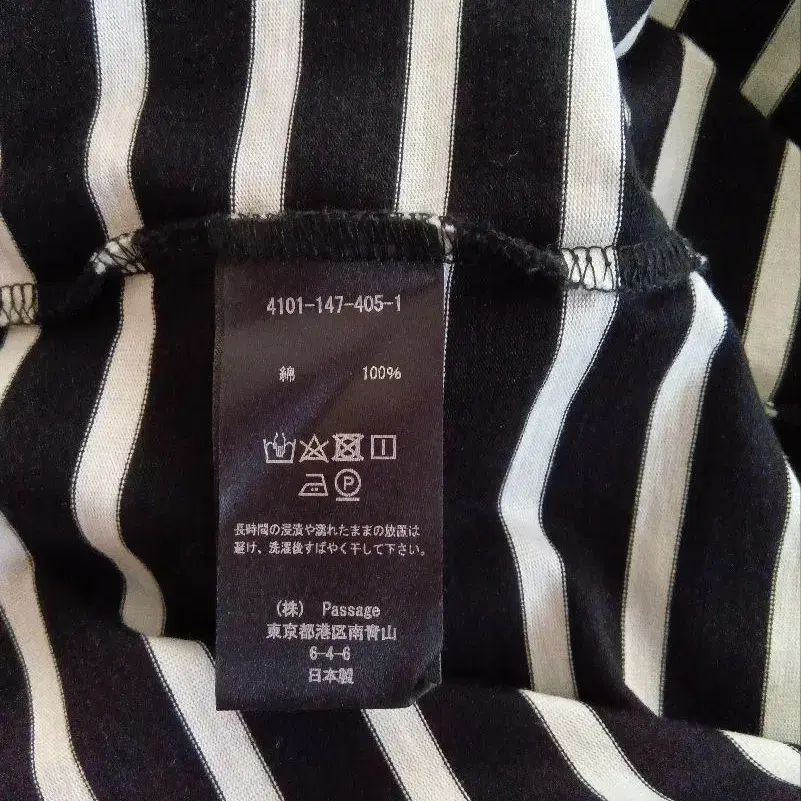 4101-147-405-1
綿 100%
P
長時間の浸漬や濡れたままの放置は
避け、洗濯後すばやく干して下さい。
(株) Passage
東京都港区南青山
6-4-6
日本製